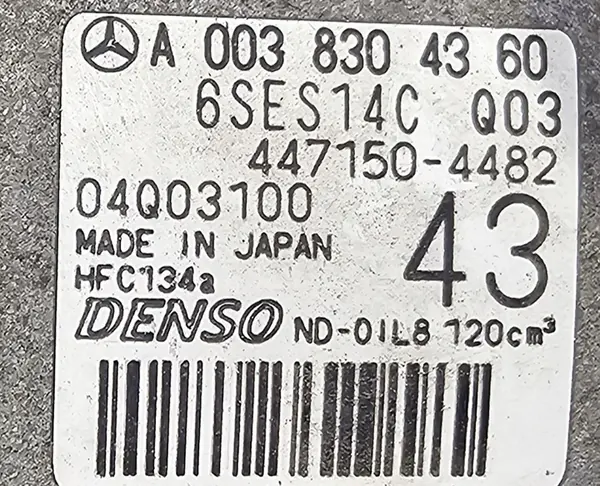 A 003 830 43 60
6SES14C Q03
447150-4482
04Q03100
43
MADE IN JAPAN
HFC134a
DENSO ND-OIL8 120cm³